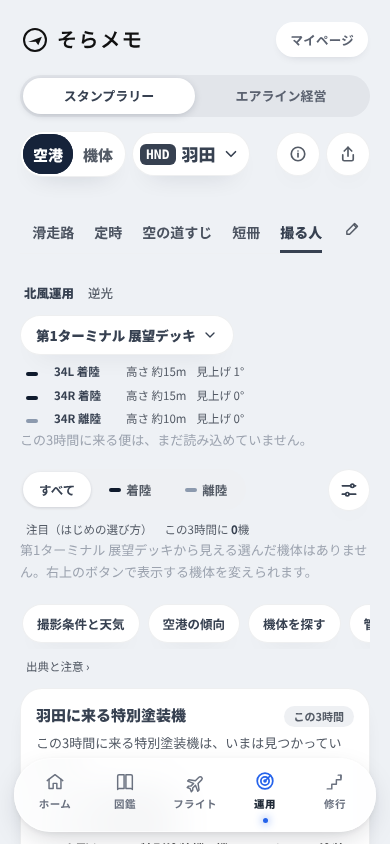 そらメモ
マイページ
スタンプラリー
エアライン経営
空港 機体 HND 羽田
滑走路 定時 空の道すじ 短冊 撮る人
北風運用 逆光
第1ターミナル 展望デッキ
34L 着陸 高さ 約15m 見上げ 1°
34R 着陸 高さ 約15m 見上げ 0°
34R 離陸 高さ 約10m 見上げ 0°
この3時間に来る便は、まだ読み込めていません。
すべて 着陸 離陸
注目（はじめの選び方） この3時間に 0機
第1ターミナル 展望デッキから見える選んだ機体はありませ
ん。右上のボタンで表示する機体を変えられます。
撮影条件と天気 空港の傾向 機体を探す
出典と注意 ›
羽田に来る特別塗装機 この3時間
この3時間に来る特別塗装機は、いまは見つかってい
ホーム 図鑑 フライト 運用 修行